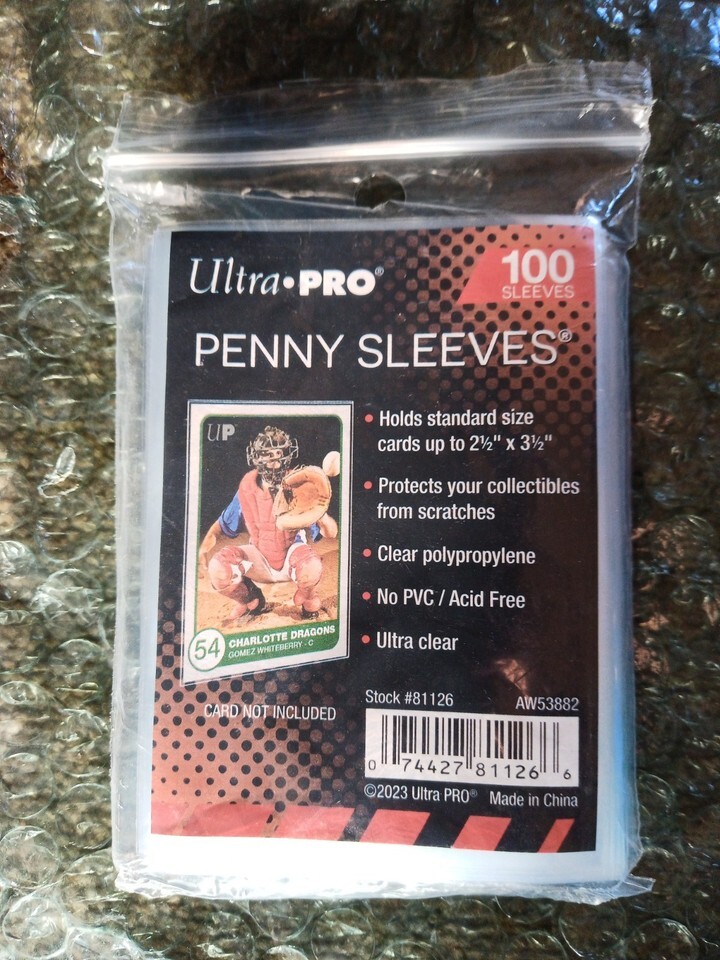 Ultra•PRO®
100
SLEEVES
PENNY SLEEVES®
• Holds standard size
cards up to 2½" x 3½"
• Protects your collectibles
from scratches
• Clear polypropylene
• No PVC / Acid Free
• Ultra clear
UP
54
CHARLOTTE DRAGONS
GOMEZ WHITEBERRY - C
CARD NOT INCLUDED
Stock #81126
AW53882
0 74427 81126 6
©2023 Ultra PRO® Made in China